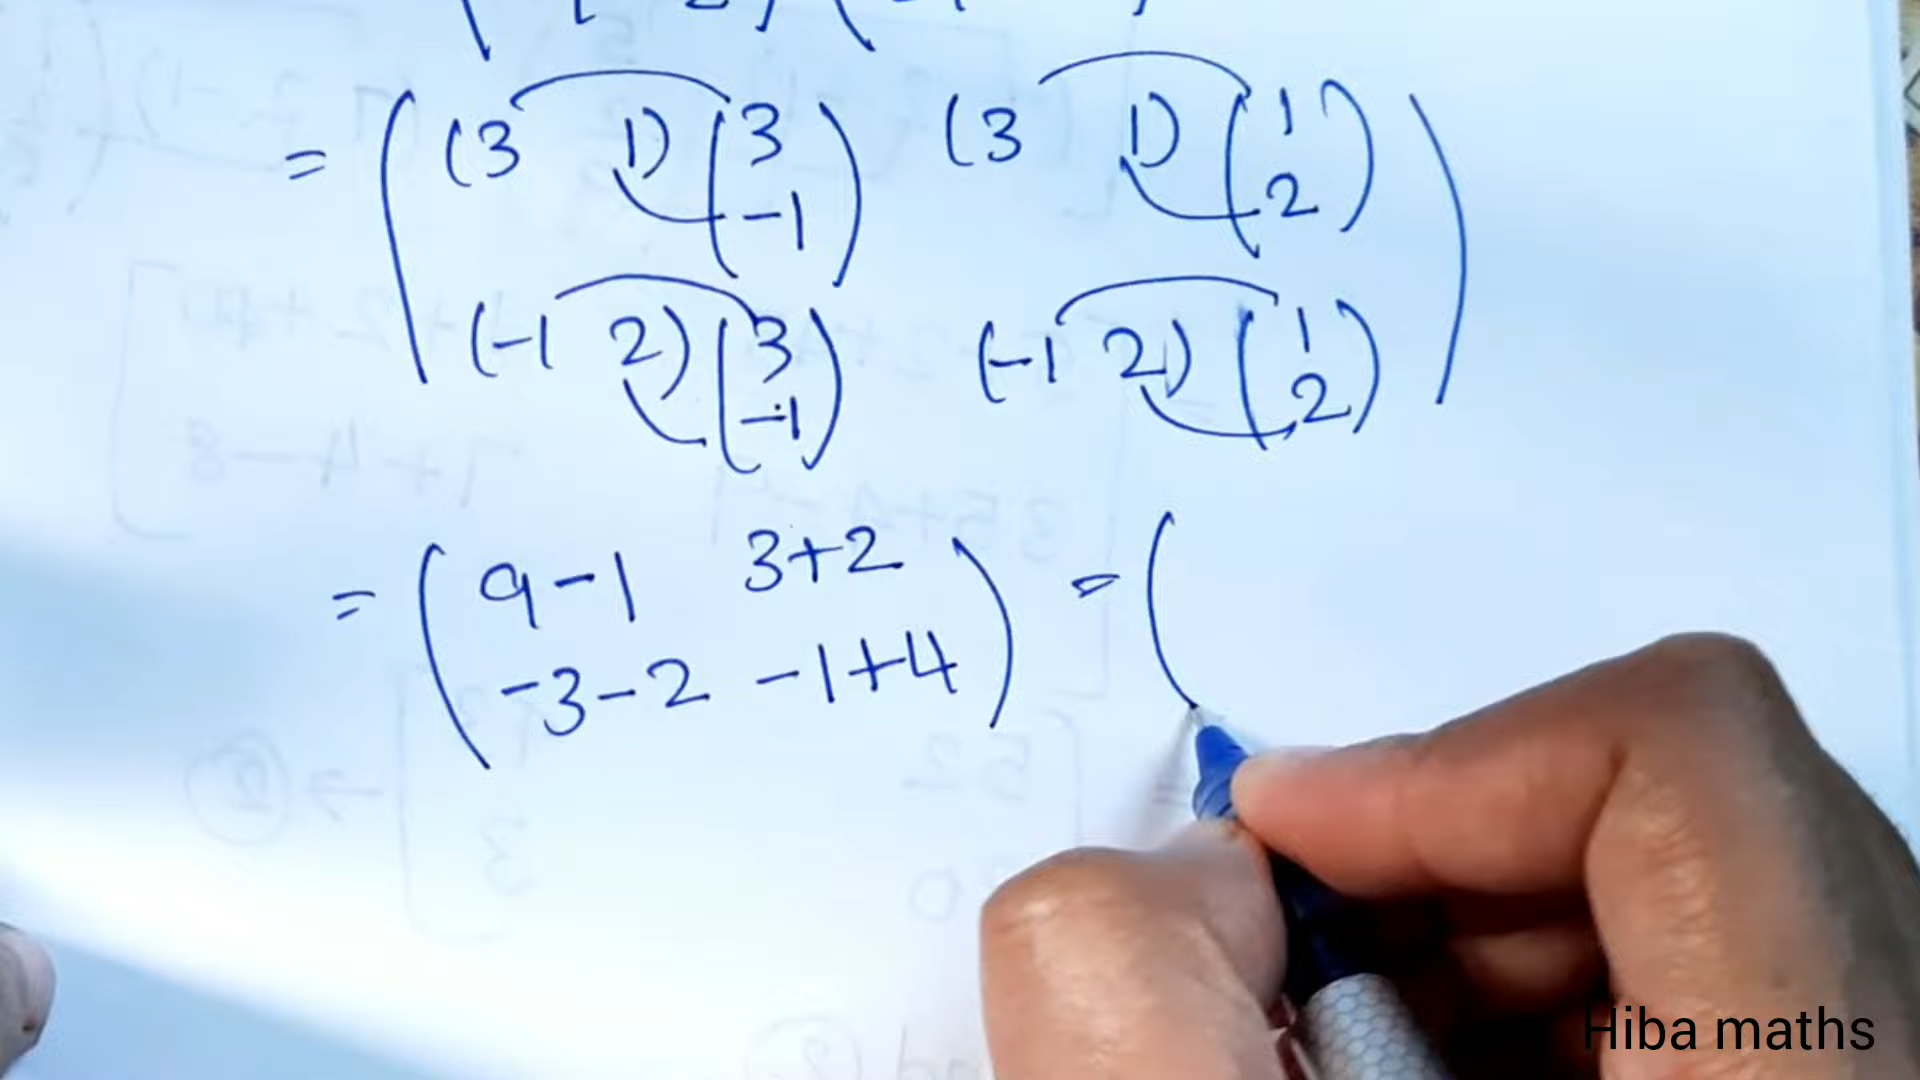 = ( (3 1) (3 -1) (3 1) (1 2)
(-1 2) (3 -1) (-1 2) (1 2) )
= ( 9-1 3+2
-3-2 -1+4 ) = (
Hiba maths